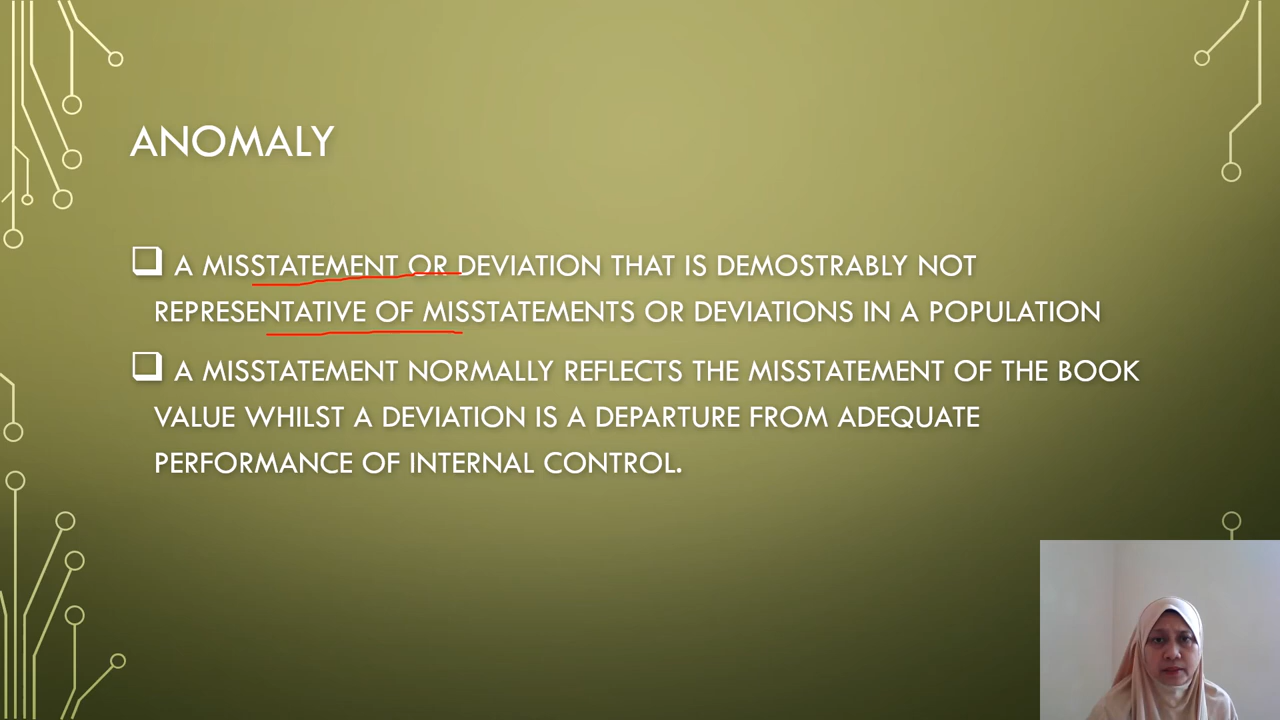 ANOMALY
A MISSTATEMENT OR DEVIATION THAT IS DEMOSTRABLY NOT
REPRESENTATIVE OF MISSTATEMENTS OR DEVIATIONS IN A POPULATION
A MISSTATEMENT NORMALLY REFLECTS THE MISSTATEMENT OF THE BOOK
VALUE WHILST A DEVIATION IS A DEPARTURE FROM ADEQUATE
PERFORMANCE OF INTERNAL CONTROL.